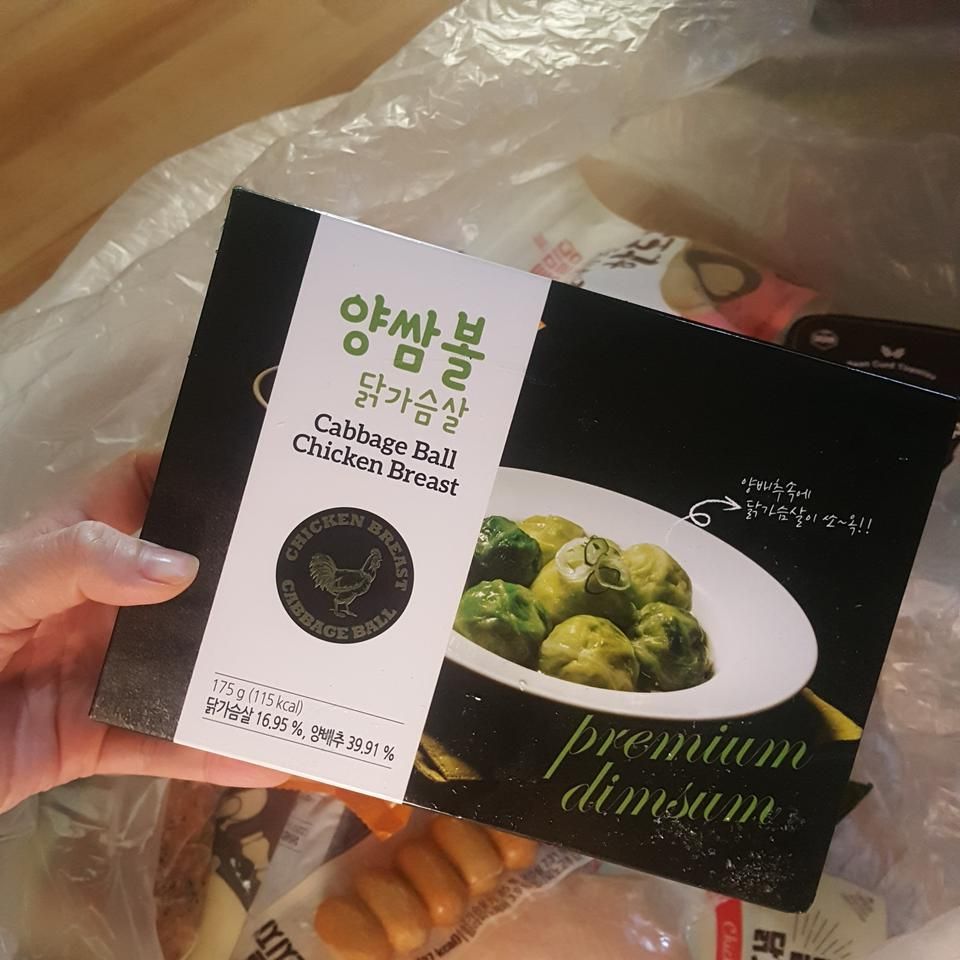 양쌈볼
닭가슴살
Cabbage Ball
Chicken Breast
CHICKEN BREAST
CABBAGE BALL
175 g (115 kcal)
닭가슴살 16.95 %, 양배추 39.91 %
양배추속에
닭가슴살이 쏘~옥!!
premium
dimsum